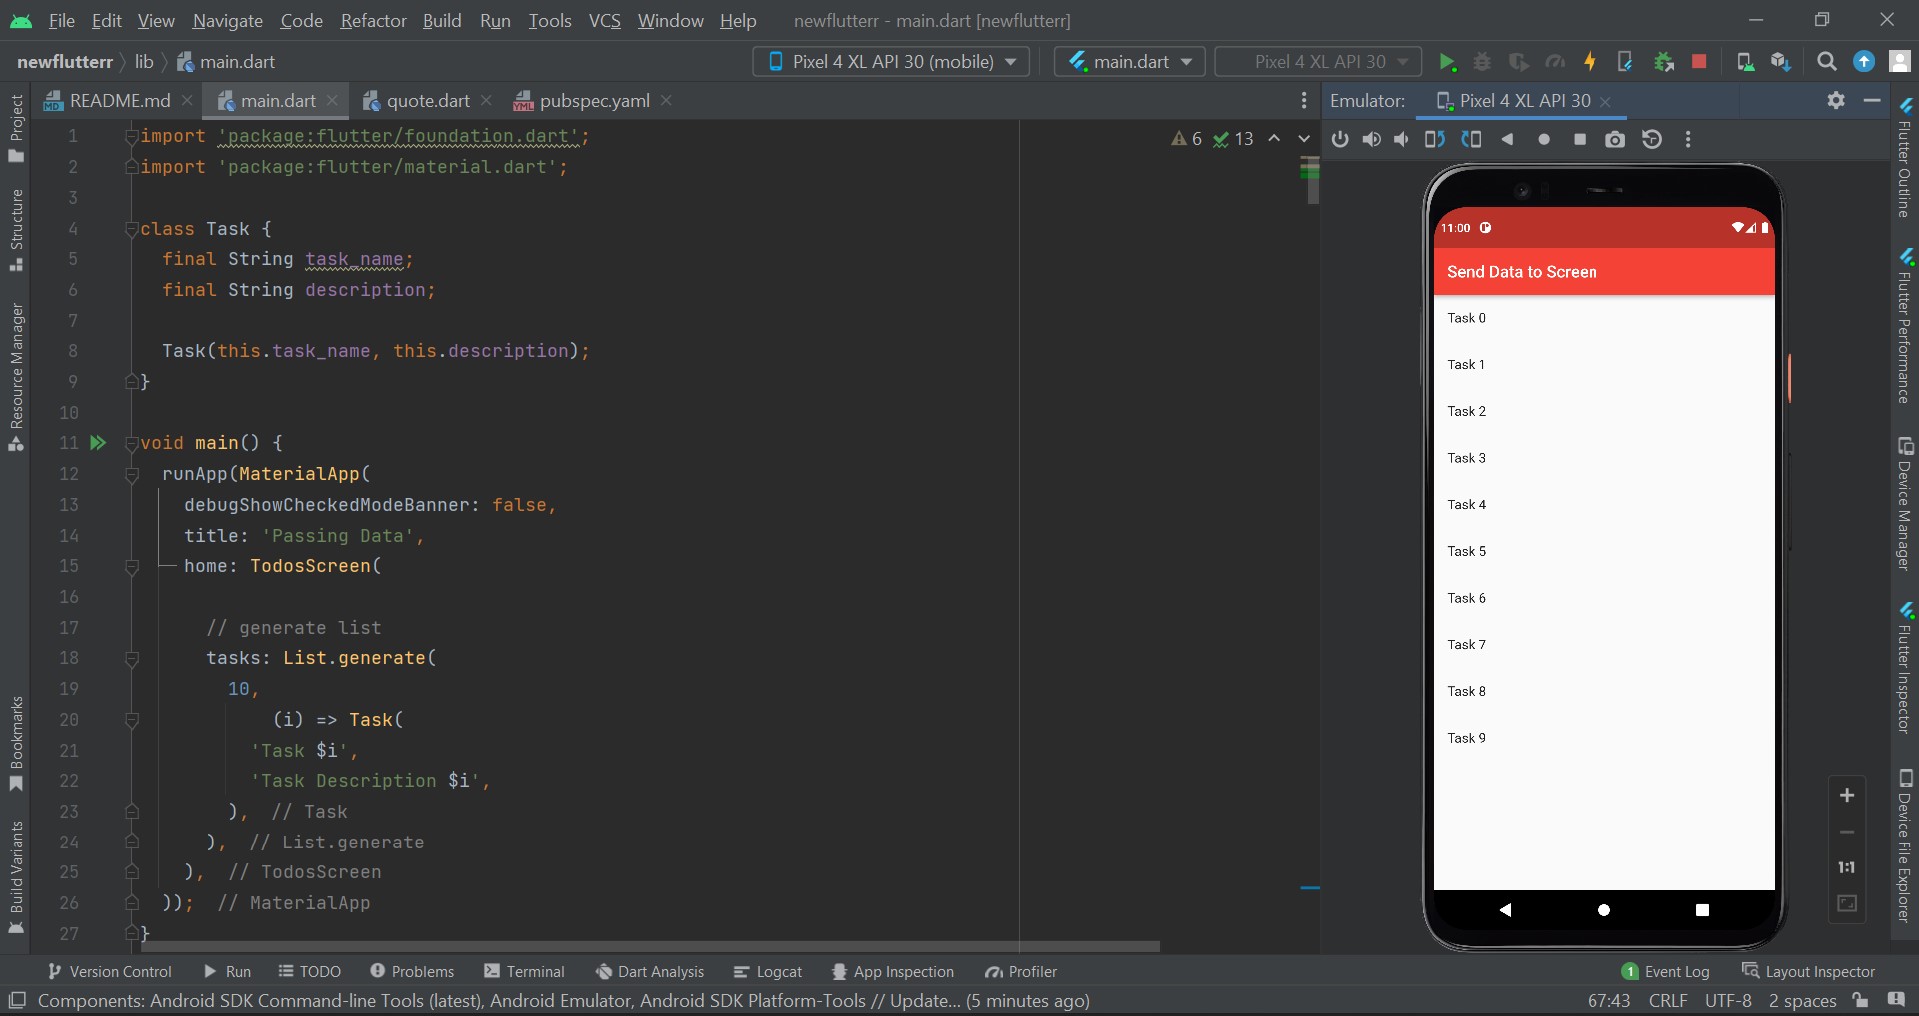 File Edit View Navigate Code Refactor Build Run Tools VCS Window Help newflutterr - main.dart [newflutterr]
newflutterr lib main.dart Pixel 4 XL API 30 (mobile) main.dart Pixel 4 XL API 30
README.md main.dart quote.dart pubspec.yaml Emulator: Pixel 4 XL API 30
6 13
1 import 'package:flutter/foundation.dart';
2 import 'package:flutter/material.dart';
3
4 class Task {
5 final String task_name;
6 final String description;
7
8 Task(this.task_name, this.description);
9 }
10
11 void main() {
12 runApp(MaterialApp(
13 debugShowCheckedModeBanner: false,
14 title: 'Passing Data',
15 home: TodosScreen(
16
17 // generate list
18 tasks: List.generate(
19 10,
20 (i) => Task(
21 'Task $i',
22 'Task Description $i',
23 ), // Task
24 ), // List.generate
25 ), // TodosScreen
26 )); // MaterialApp
27 }
Project
Structure
Resource Manager
Bookmarks
Build Variants
11:00
Send Data to Screen
Task 0
Task 1
Task 2
Task 3
Task 4
Task 5
Task 6
Task 7
Task 8
Task 9
1:1
Flutter Outline
Flutter Performance
Device Manager
Flutter Inspector
Device File Explorer
Version Control Run TODO Problems Terminal Dart Analysis Logcat App Inspection Profiler 1 Event Log Layout Inspector
Components: Android SDK Command-line Tools (latest), Android Emulator, Android SDK Platform-Tools // Update... (5 minutes ago) 67:43 CRLF UTF-8 2 spaces